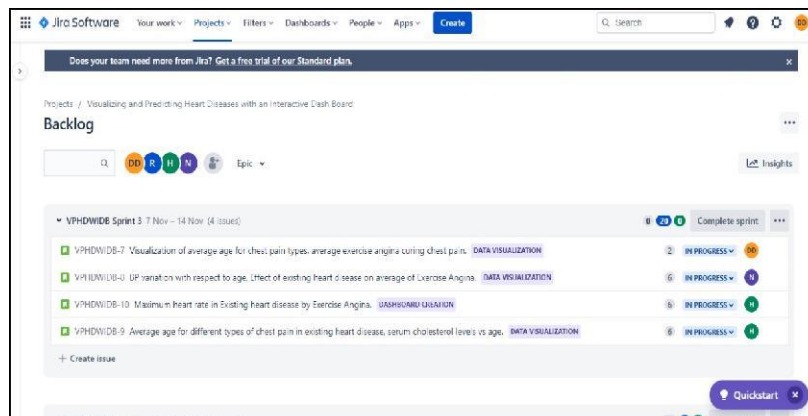 Jira Software Your work Projects Filters Dashboards People Apps Create Search DD
Does your team need more from Jira? Get a free trial of our Standard plan.
Projects / Visualizing and Predicting Heart Diseases with an Interactive Dash Board
Backlog
DD R H N Epic Insights
VPHDWIDB Sprint 3 7 Nov – 14 Nov (4 issues) 0 20 0 Complete sprint
VPHDWIDB-7 Visualization of average age for chest pain types, average exercise angina curing chest pain. DATA VISUALIZATION 2 IN PROGRESS DD
VPHDWIDB-8 BP variation with respect to age, Effect of existing heart disease on average of Exercise Angina. DATA VISUALIZATION 6 IN PROGRESS N
VPHDWIDB-10 Maximum heart rate in Existing heart disease by Exercise Angina. DASHBOARD CREATION 6 IN PROGRESS H
VPHDWIDB-9 Average age for different types of chest pain in existing heart disease, serum cholesterol levels vs age. DATA VISUALIZATION 6 IN PROGRESS H
+ Create issue
Quickstart